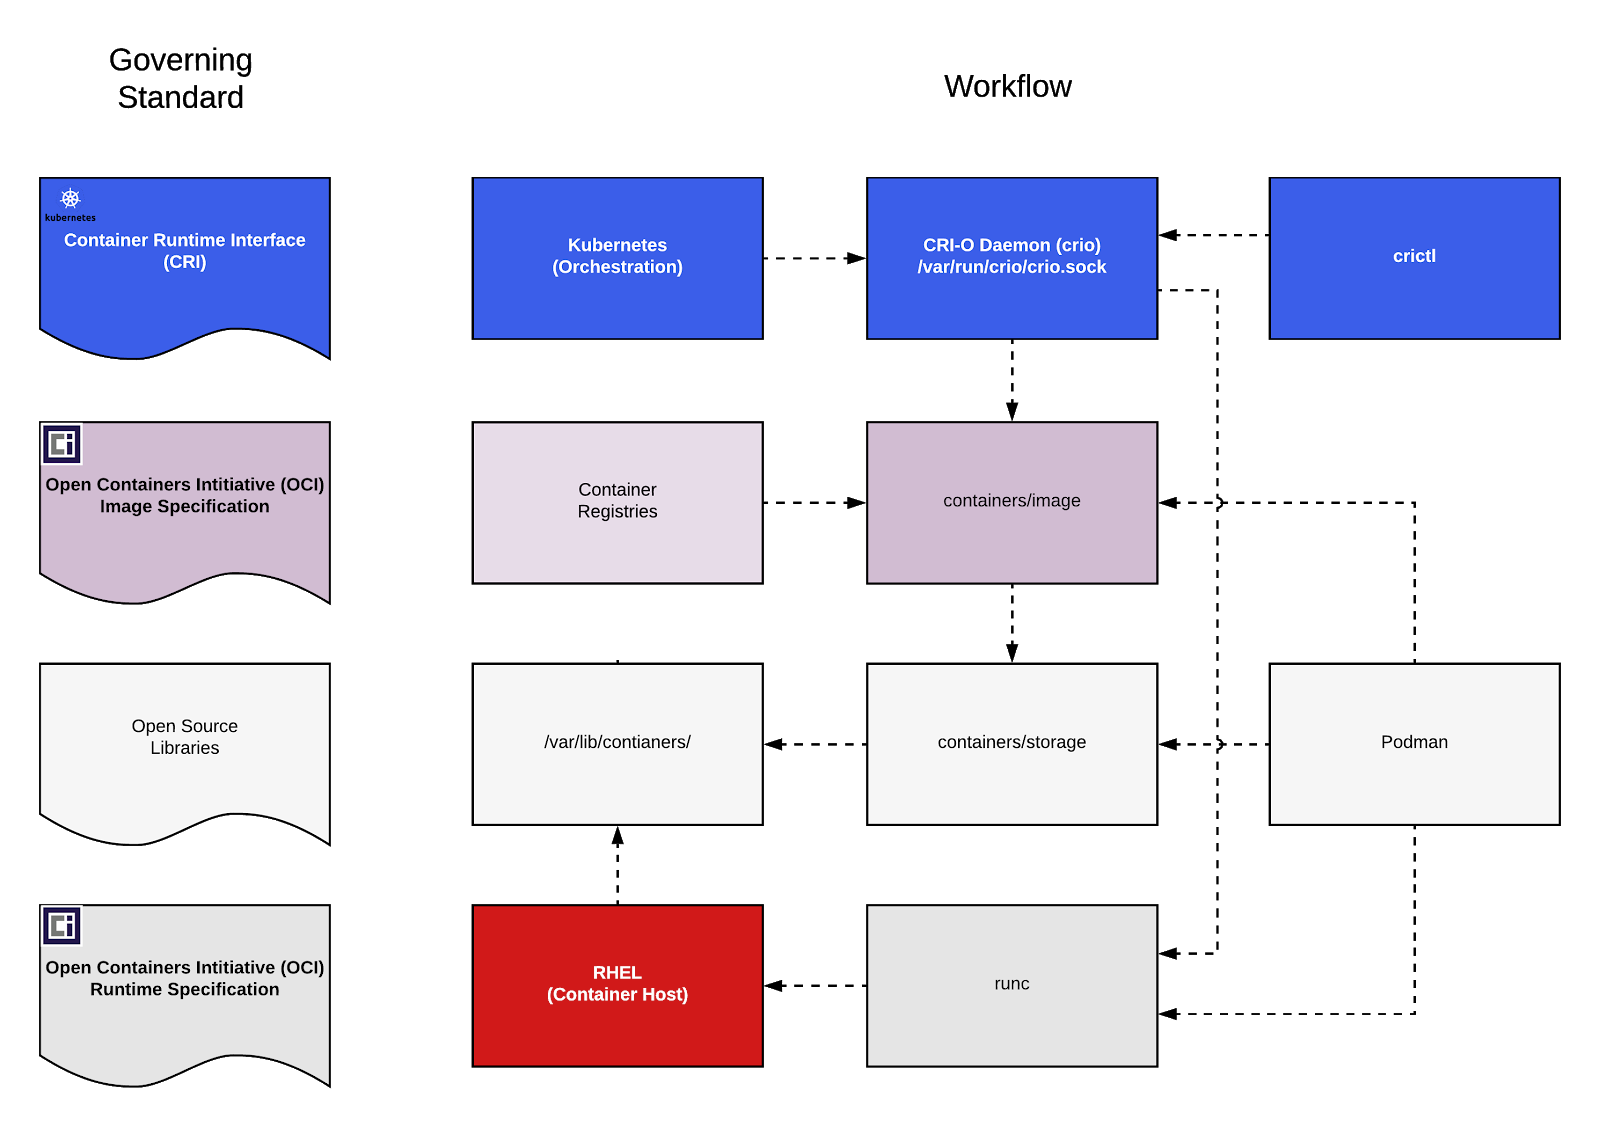 Governing
Standard
Workflow
kubernetes
Container Runtime Interface
(CRI)
Kubernetes
(Orchestration)
CRI-O Daemon (crio)
/var/run/crio/crio.sock
crictl
Open Containers Intitiative (OCI)
Image Specification
Container
Registries
containers/image
Open Source
Libraries
/var/lib/contianers/
containers/storage
Podman
Open Containers Intitiative (OCI)
Runtime Specification
RHEL
(Container Host)
runc